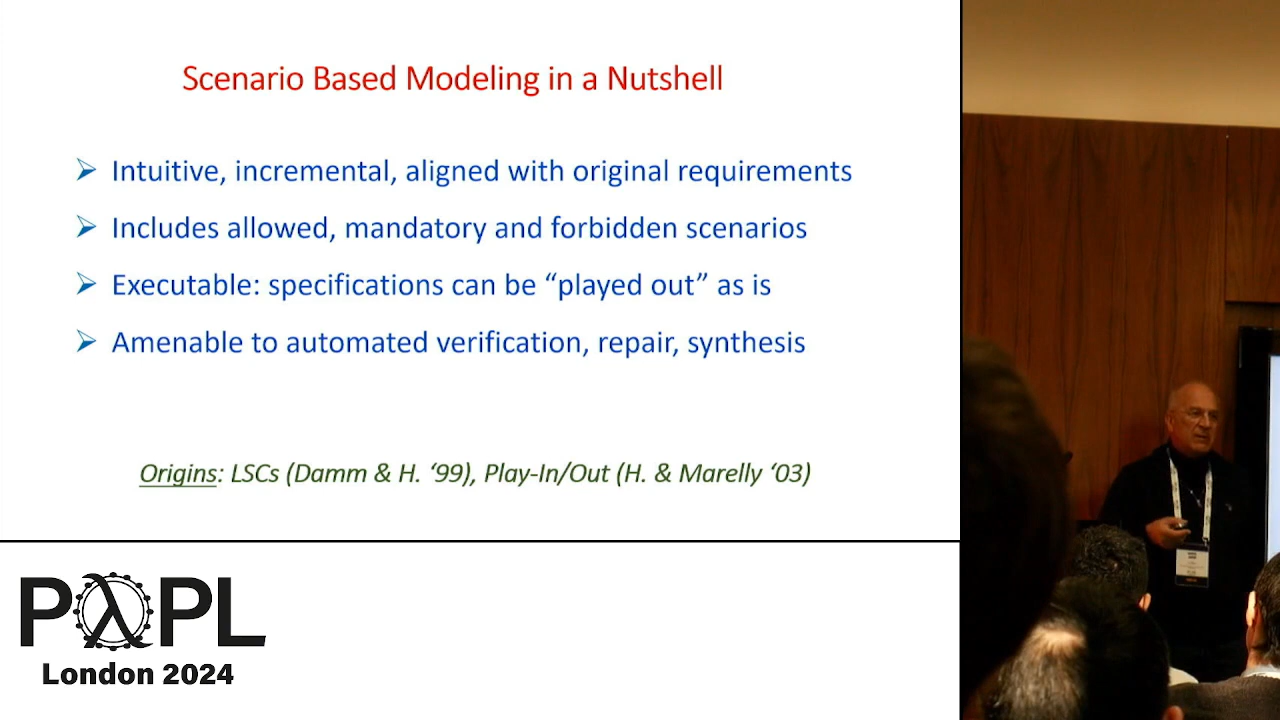 Scenario Based Modeling in a Nutshell
➢ Intuitive, incremental, aligned with original requirements
➢ Includes allowed, mandatory and forbidden scenarios
➢ Executable: specifications can be “played out” as is
➢ Amenable to automated verification, repair, synthesis
Origins: LSCs (Damm & H. ‘99), Play-In/Out (H. & Marelly ‘03)
PλPL
London 2024